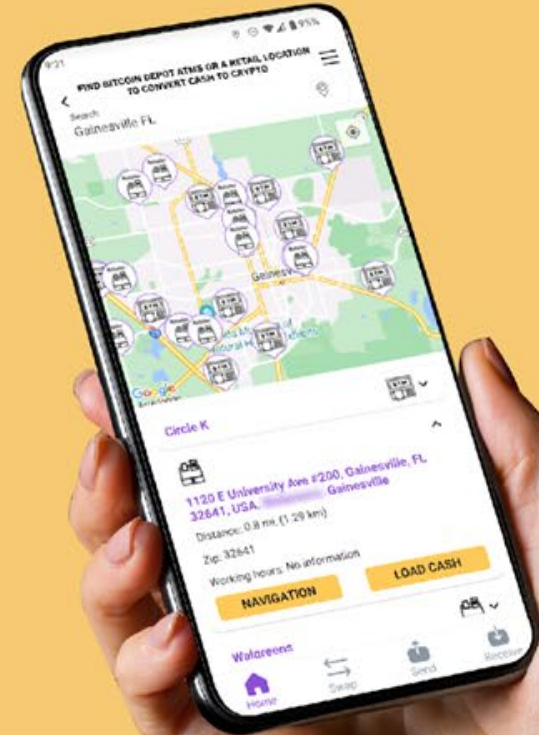 9:21
95%
FIND BITCOIN DEPOT ATMS OR A RETAIL LOCATION
TO CONVERT CASH TO CRYPTO
Search
Gainesville FL
Google
Circle K
1120 E University Ave #200, Gainesville, FL
32641, USA, Gainesville
Distance: 0.8 mi, (1.29 km)
Zip: 32641
Working hours: No information
NAVIGATION
LOAD CASH
Walgreens
Home
Swap
Send
Receive